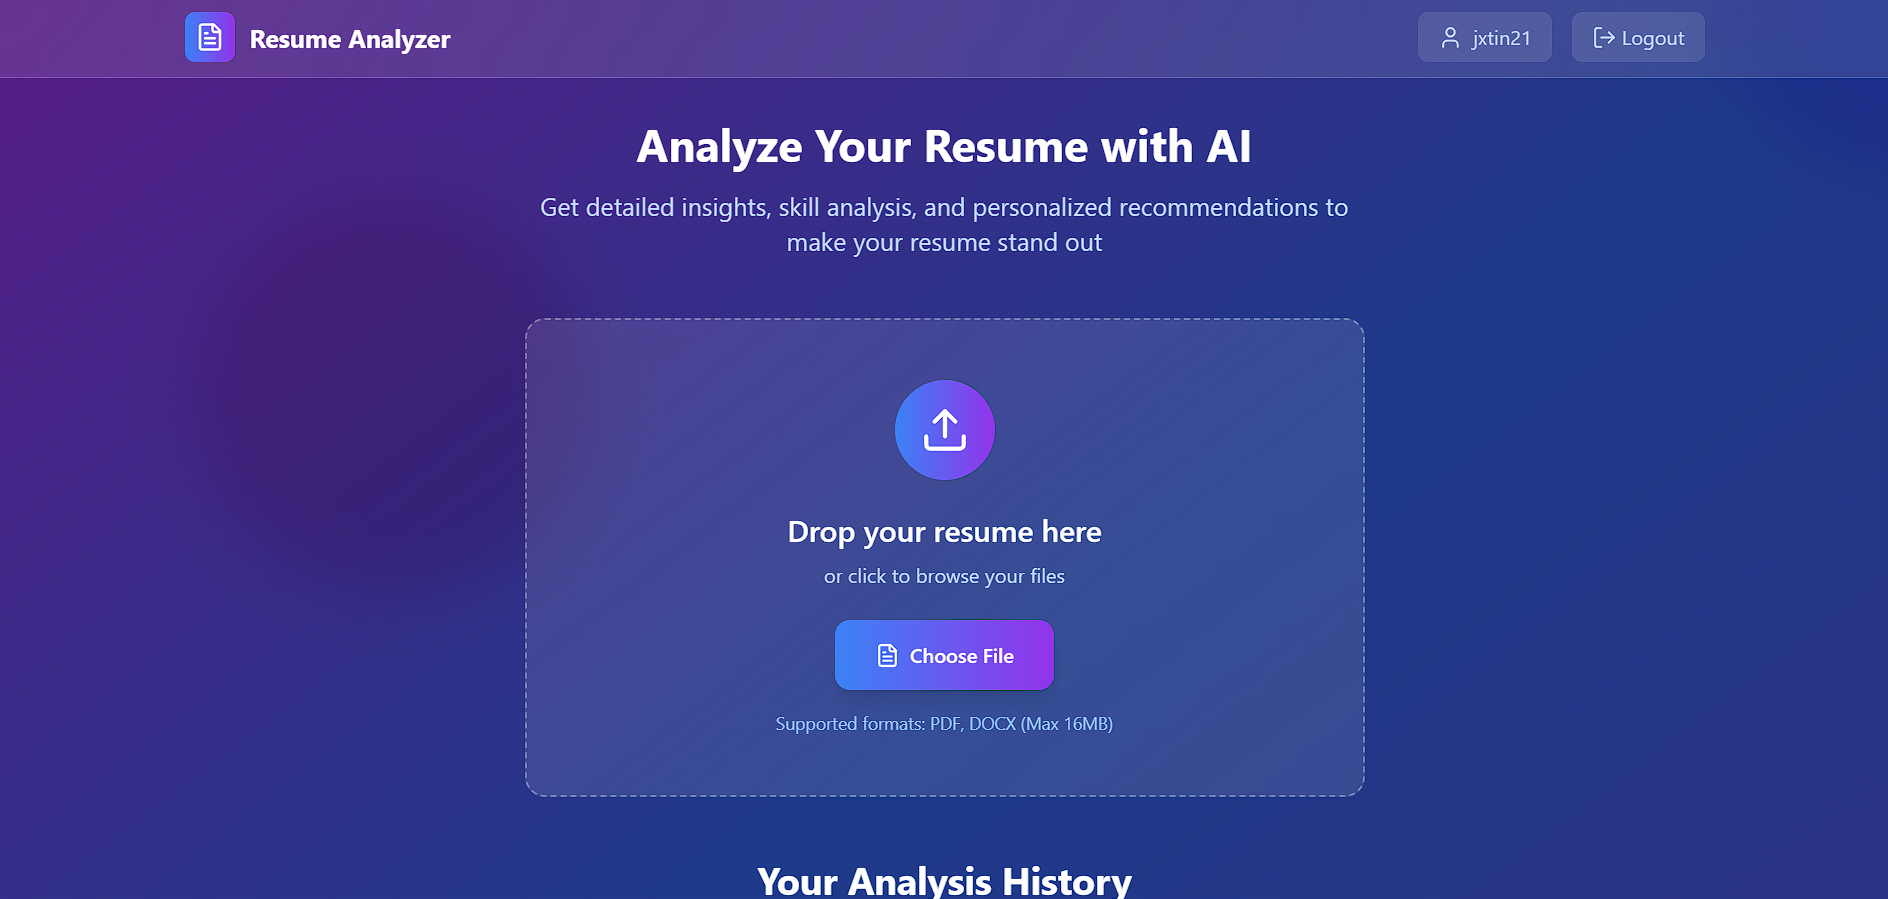 Resume Analyzer
jxtin21
Logout
Analyze Your Resume with AI
Get detailed insights, skill analysis, and personalized recommendations to
make your resume stand out
Drop your resume here
or click to browse your files
Choose File
Supported formats: PDF, DOCX (Max 16MB)
Your Analysis History